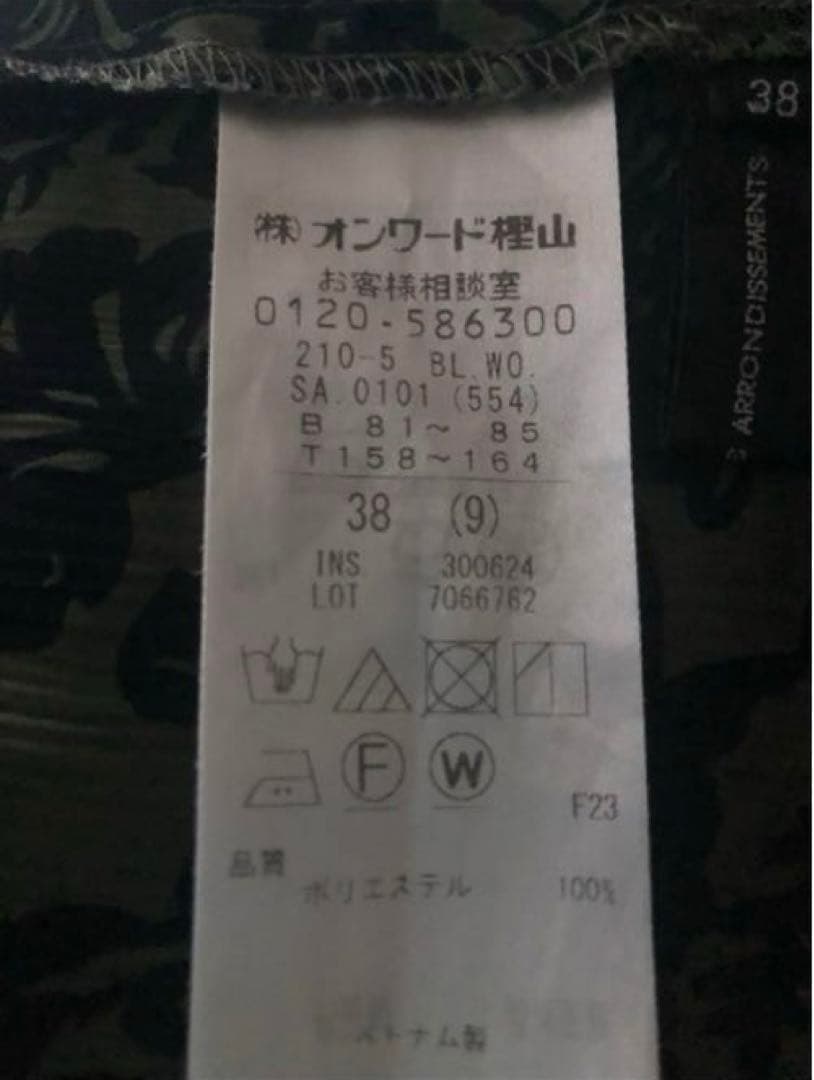 (株)オンワード樫山
お客様相談室
0120-586300
210-5 BL.WO.
SA.0101 (554)
B 81〜 85
T158〜164
38 (9)
INS 300624
LOT 7066762
F
W
F23
品質
ポリエステル 100%
ベトナム製
38
ARRONDISSEMENTS